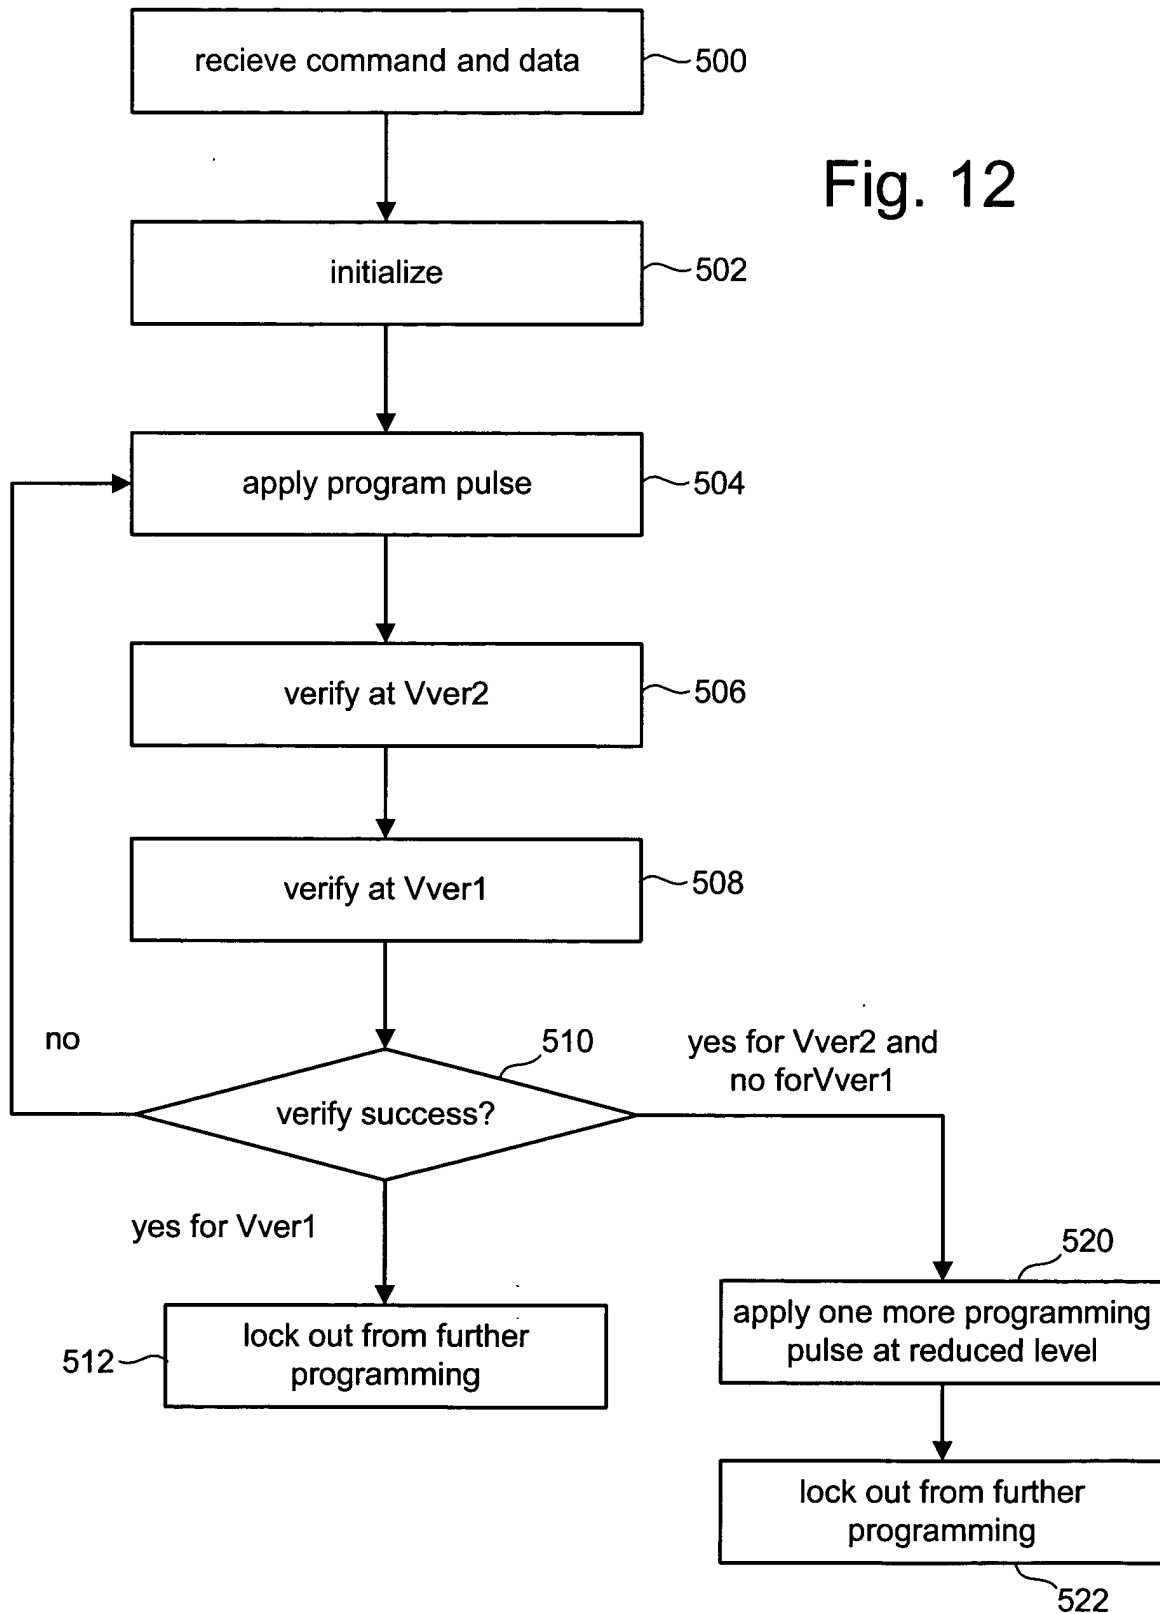 recieve command and data
500
Fig. 12
initialize
502
apply program pulse
504
verify at Vver2
506
verify at Vver1
508
no
510
yes for Vver2 and
no forVver1
verify success?
yes for Vver1
520
lock out from further
programming
512
apply one more programming
pulse at reduced level
lock out from further
programming
522